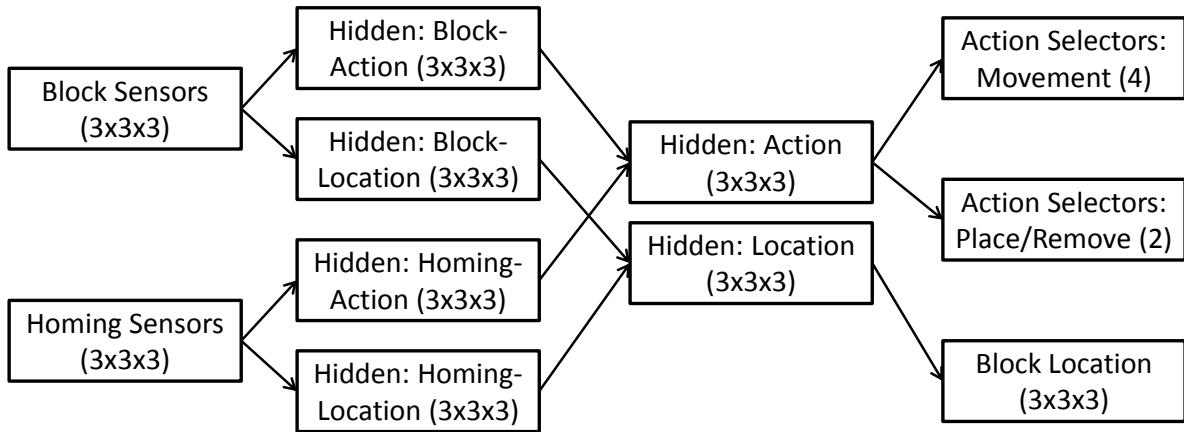 Block Sensors
(3x3x3)
Homing Sensors
(3x3x3)
Hidden: Block-
Action (3x3x3)
Hidden: Block-
Location (3x3x3)
Hidden: Homing-
Action (3x3x3)
Hidden: Homing-
Location (3x3x3)
Hidden: Action
(3x3x3)
Hidden: Location
(3x3x3)
Action Selectors:
Movement (4)
Action Selectors:
Place/Remove (2)
Block Location
(3x3x3)